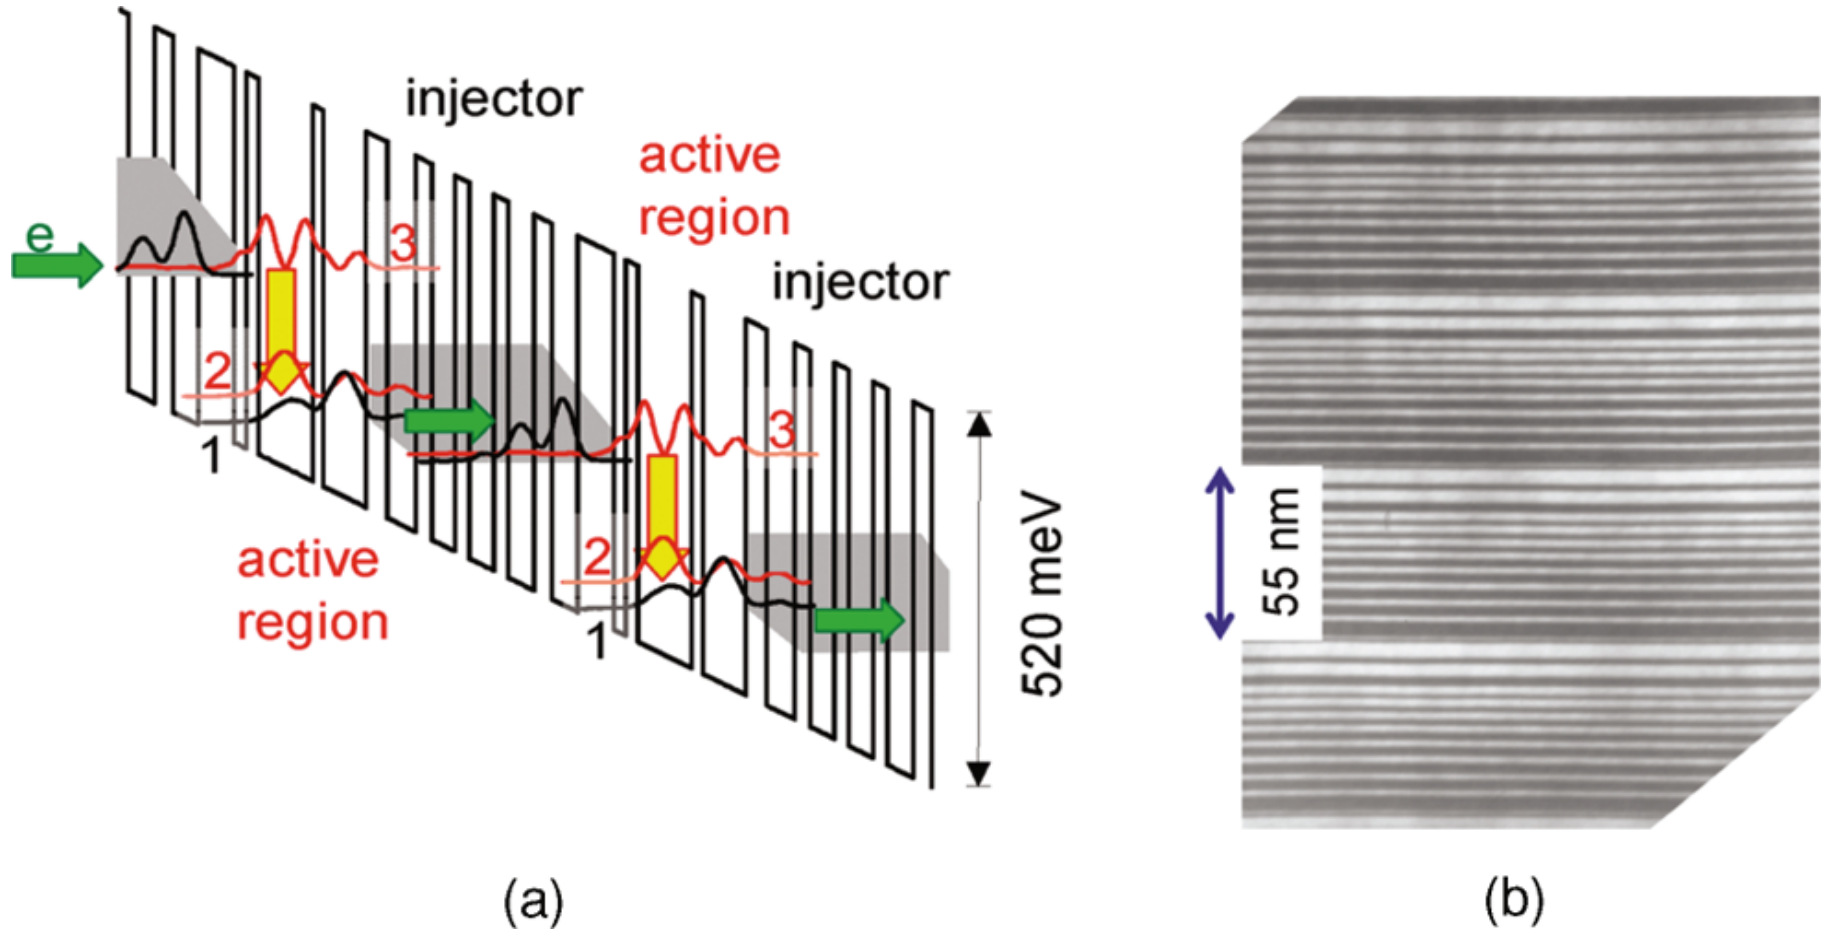 injector
active
region
e
3
injector
2
1
3
active
region
2
1
520 meV
55 nm
(a)
(b)